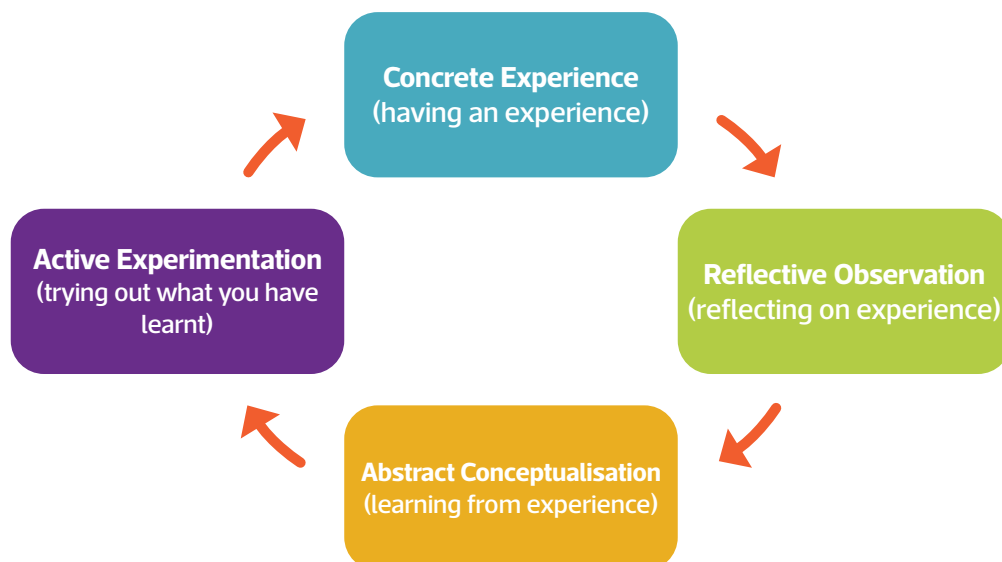 Concrete Experience
(having an experience)
Reflective Observation
(reflecting on experience)
Abstract Conceptualisation
(learning from experience)
Active Experimentation
(trying out what you have
learnt)